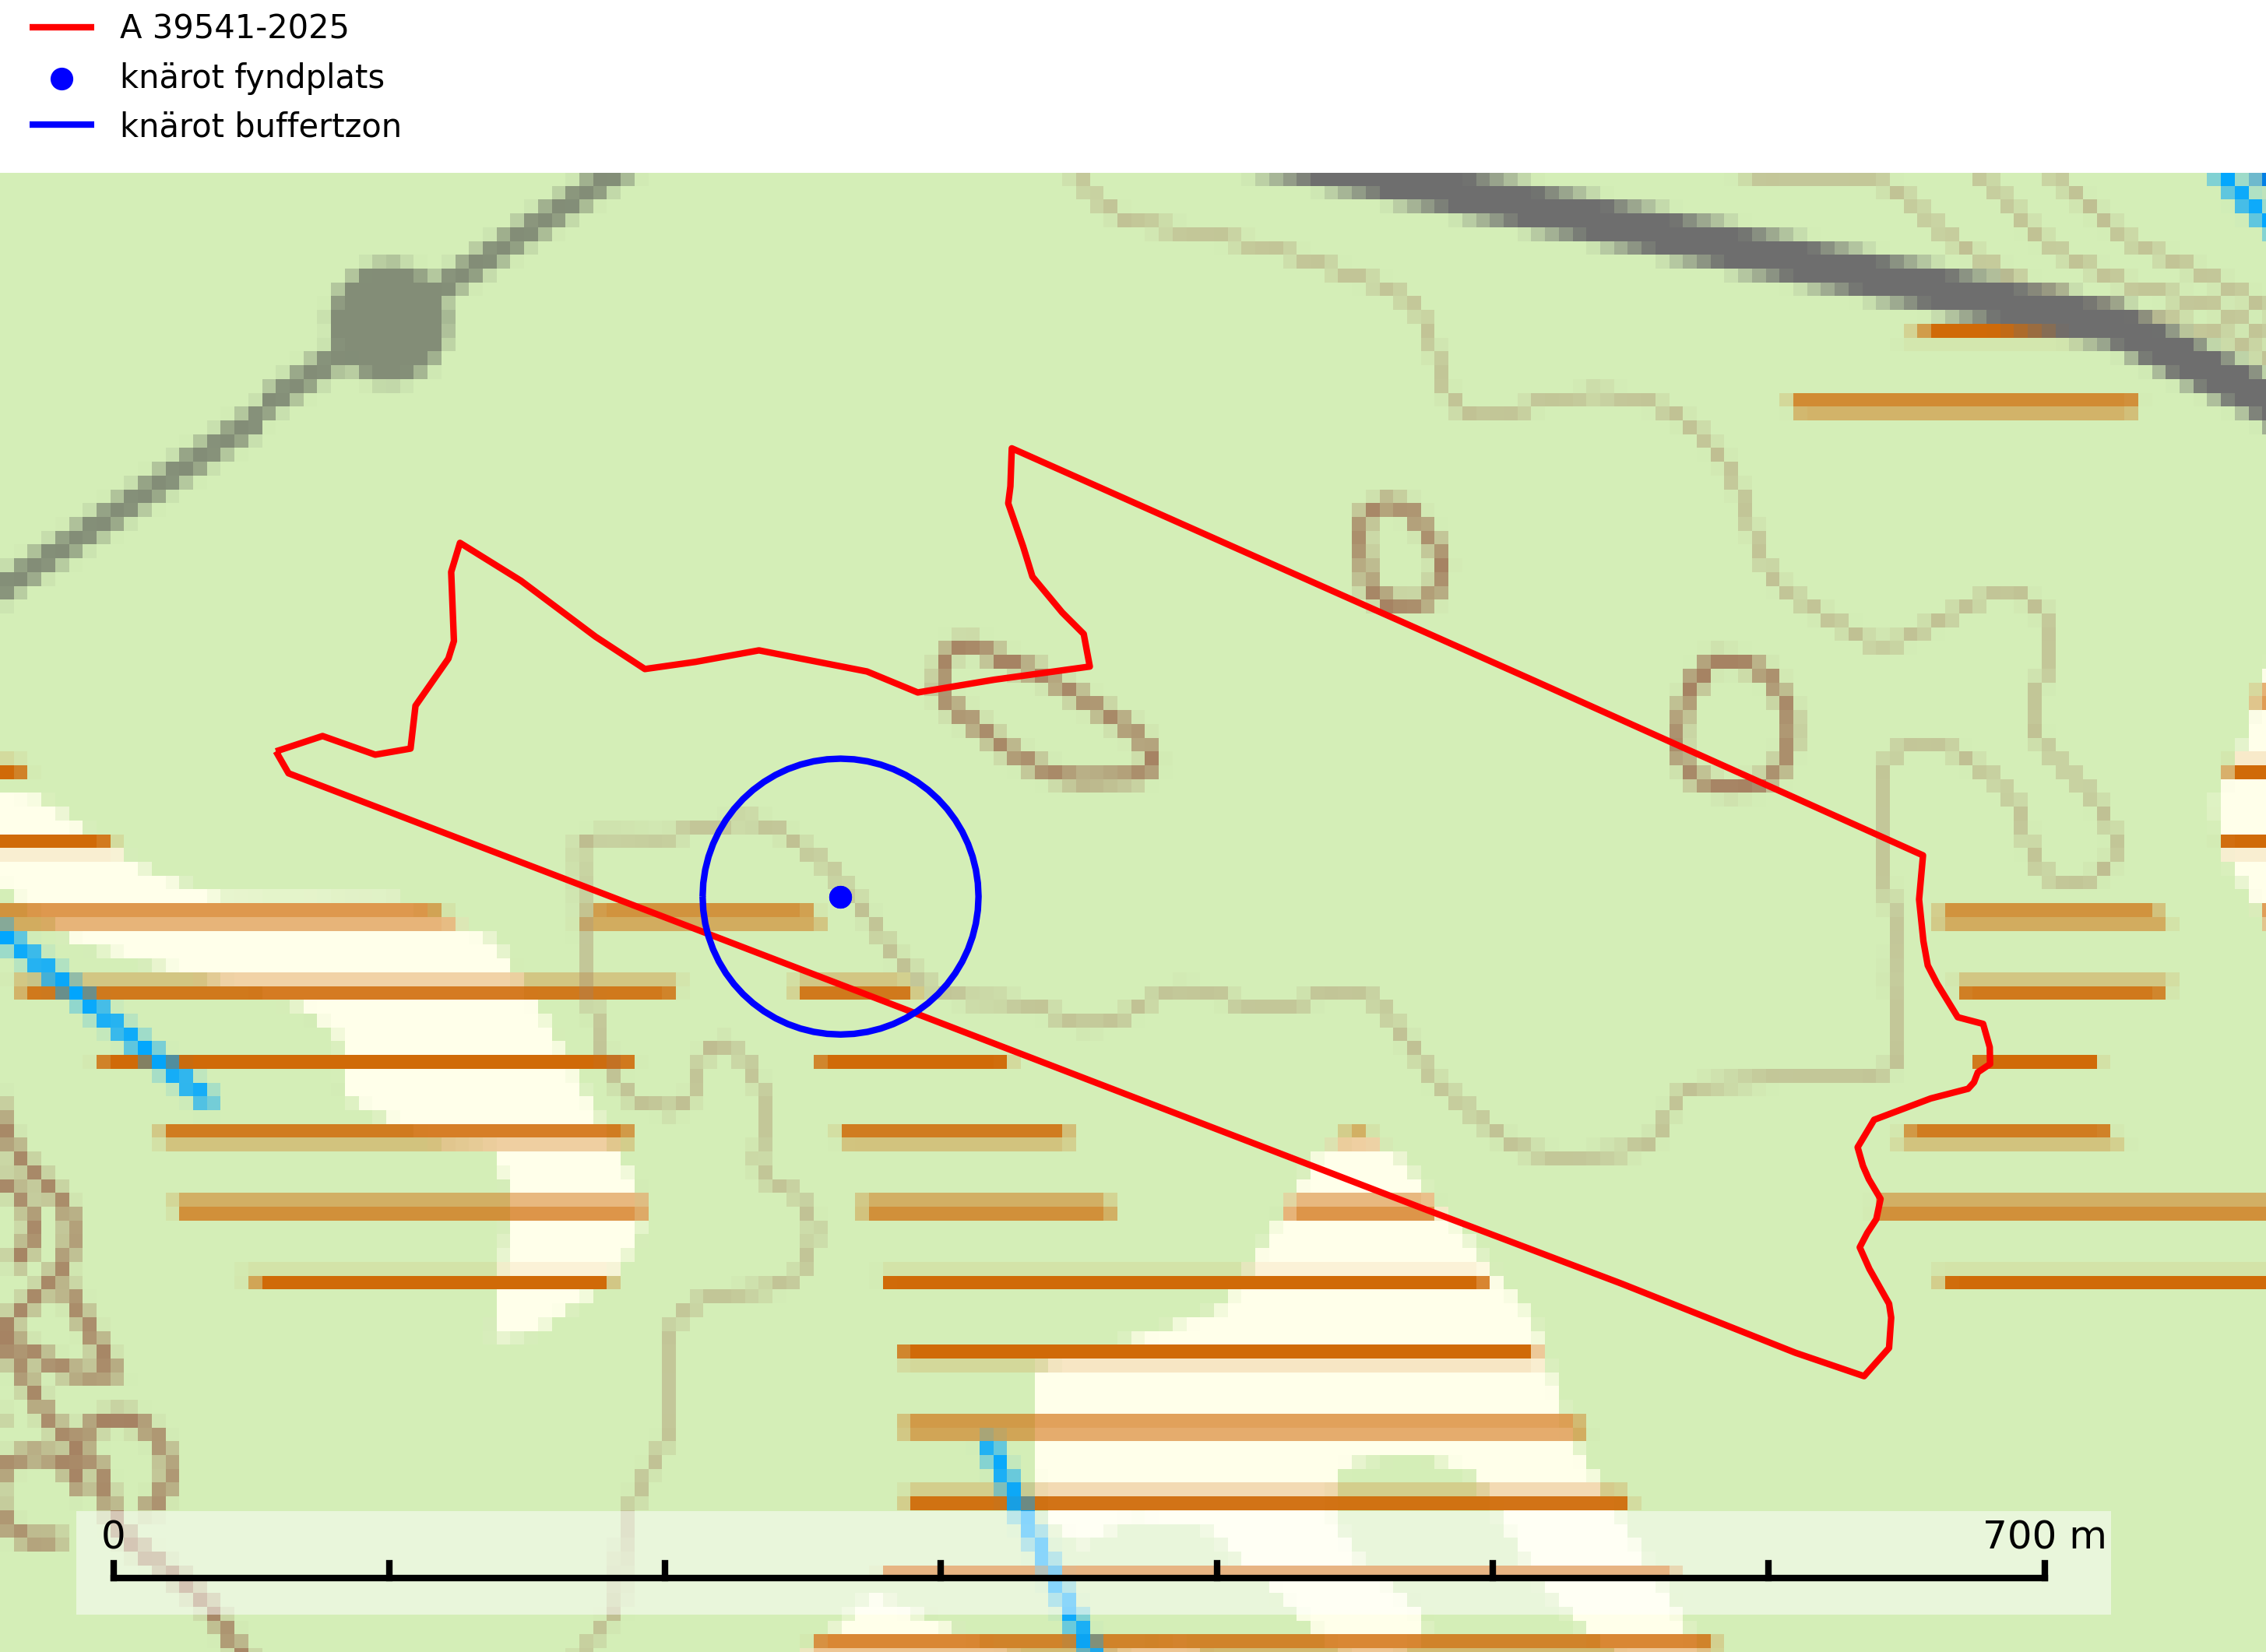 A 39541-2025
knärot fyndplats
knärot buffertzon
0 700 m